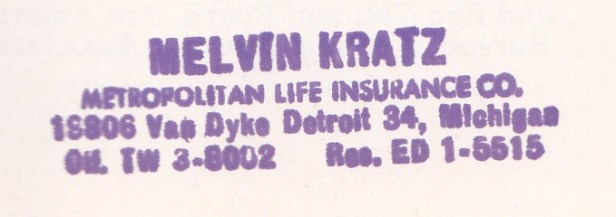 MELVIN KRATZ
METROPOLITAN LIFE INSURANCE CO.
Van Dyke Detroit 34, Michigan
Off. TW 3-8002 Res. ED 1-5515